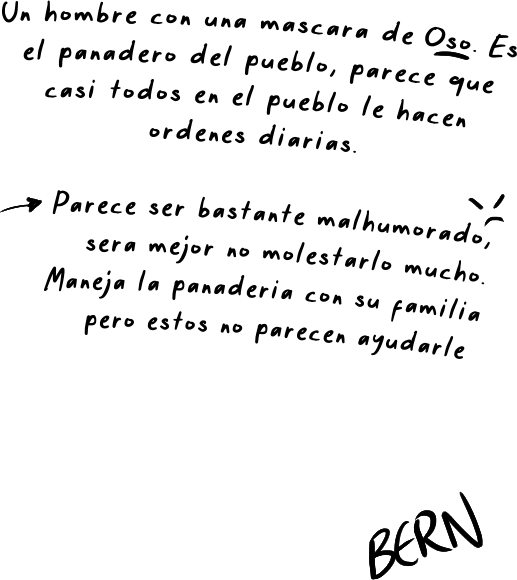 Un hombre con una mascara de Oso. Es
el panadero del pueblo, parece que
casi todos en el pueblo le hacen
ordenes diarias.
Parece ser bastante malhumorado,
sera mejor no molestarlo mucho.
Maneja la panaderia con su familia
pero estos no parecen ayudarle
BERN